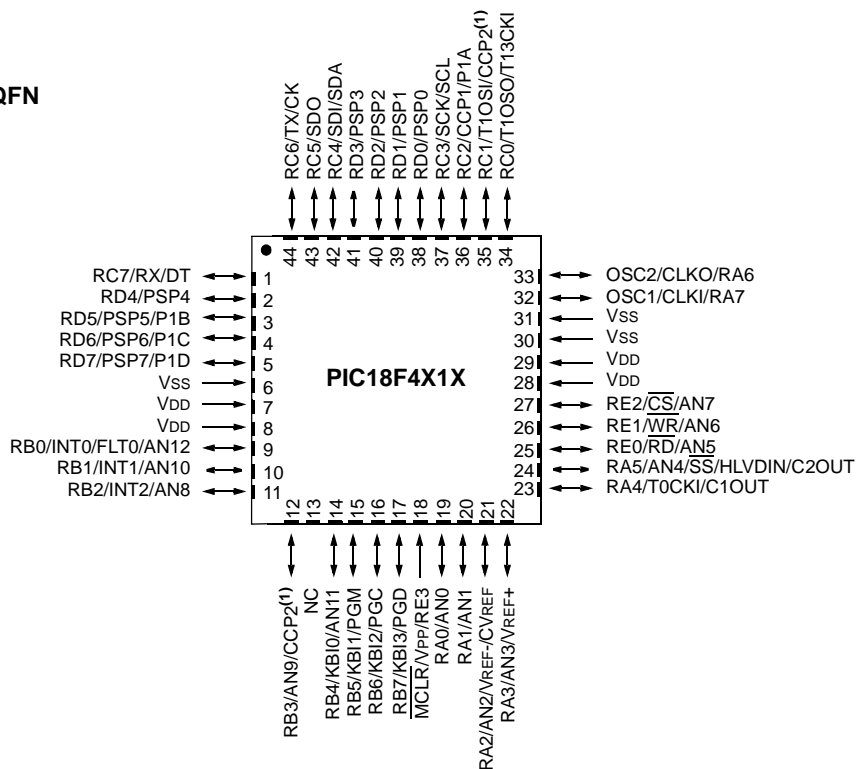 QFN
RC6/TX/CK
RC5/SDO
RC4/SDI/SDA
RD3/PSP3
RD2/PSP2
RD1/PSP1
RD0/PSP0
RC3/SCK/SCL
RC2/CCP1/P1A
RC1/T1OSI/CCP2(1)
RC0/T1OSO/T13CKI
44
43
42
41
40
39
38
37
36
35
34
RC7/RX/DT 1
RD4/PSP4 2
RD5/PSP5/P1B 3
RD6/PSP6/P1C 4
RD7/PSP7/P1D 5
VSS 6
VDD 7
VDD 8
RB0/INT0/FLT0/AN12 9
RB1/INT1/AN10 10
RB2/INT2/AN8 11
PIC18F4X1X
33 OSC2/CLKO/RA6
32 OSC1/CLKI/RA7
31 VSS
30 VSS
29 VDD
28 VDD
27 RE2/CS/AN7
26 RE1/WR/AN6
25 RE0/RD/AN5
24 RA5/AN4/SS/HLVDIN/C2OUT
23 RA4/T0CKI/C1OUT
12
13
14
15
16
17
18
19
20
21
22
RB3/AN9/CCP2(1)
NC
RB4/KBI0/AN11
RB5/KBI1/PGM
RB6/KBI2/PGC
RB7/KBI3/PGD
MCLR/VPP/RE3
RA0/AN0
RA1/AN1
RA2/AN2/VREF-/CVREF
RA3/AN3/VREF+